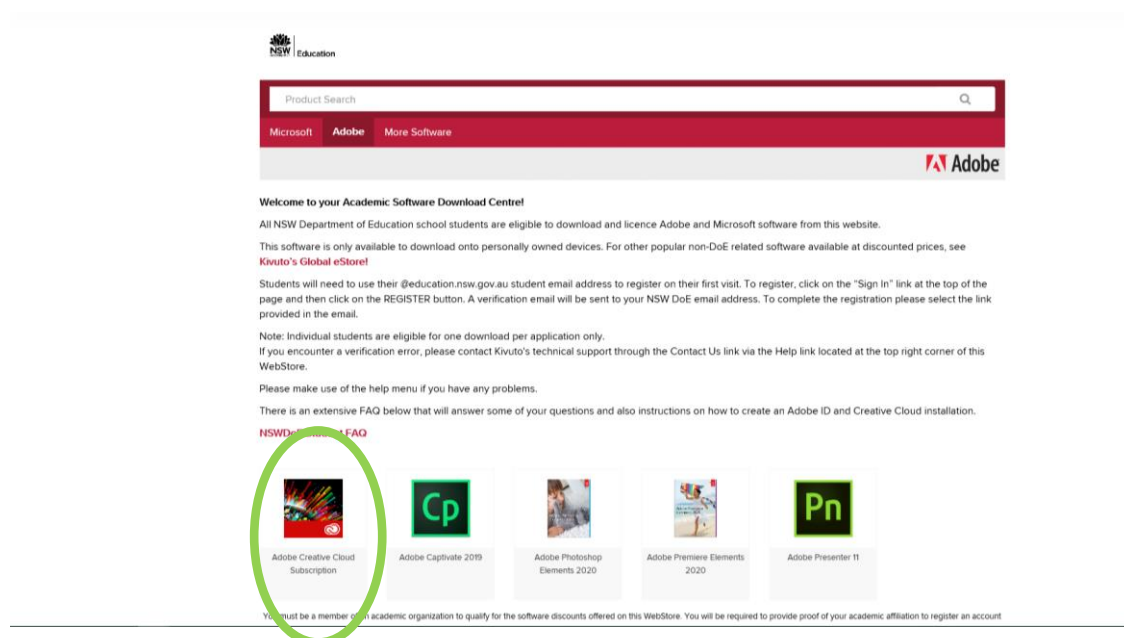 NSW
Education
Product Search
Microsoft Adobe More Software
Adobe
Welcome to your Academic Software Download Centre!
All NSW Department of Education school students are eligible to download and licence Adobe and Microsoft software from this website.
This software is only available to download onto personally owned devices. For other popular non-DoE related software available at discounted prices, see
Kivuto's Global eStore!
Students will need to use their @education.nsw.gov.au student email address to register on their first visit. To register, click on the "Sign In" link at the top of the
page and then click on the REGISTER button. A verification email will be sent to your NSW DoE email address. To complete the registration please select the link
provided in the email.
Note: Individual students are eligible for one download per application only.
If you encounter a verification error, please contact Kivuto's technical support through the Contact Us link via the Help link located at the top right corner of this
WebStore.
Please make use of the help menu if you have any problems.
There is an extensive FAQ below that will answer some of your questions and also instructions on how to create an Adobe ID and Creative Cloud installation.
FAQ
Cp
Pn
Adobe Creative Cloud
Subscription
Adobe Captivate 2019
Adobe Photoshop
Elements 2020
Adobe Premiere Elements
2020
Adobe Presenter 11
must be a member academic organization to qualify for the software discounts offered on this WebStore. You will be required to provide proof of your academic affiliation to register an account